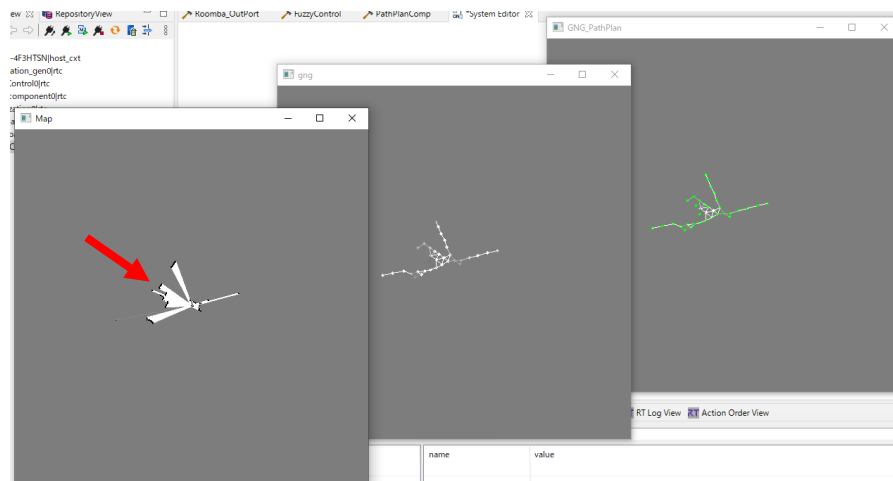 ew
RepositoryView
Roomba_OutPort
FuzzyControl
PathPlanComp
*System Editor
GNG_PathPlan
-4F3HTSN|host_cxt
ation_gen0|rtc
Control0|rtc
component0|rtc
gng
Map
RT Log View
Action Order View
name
value